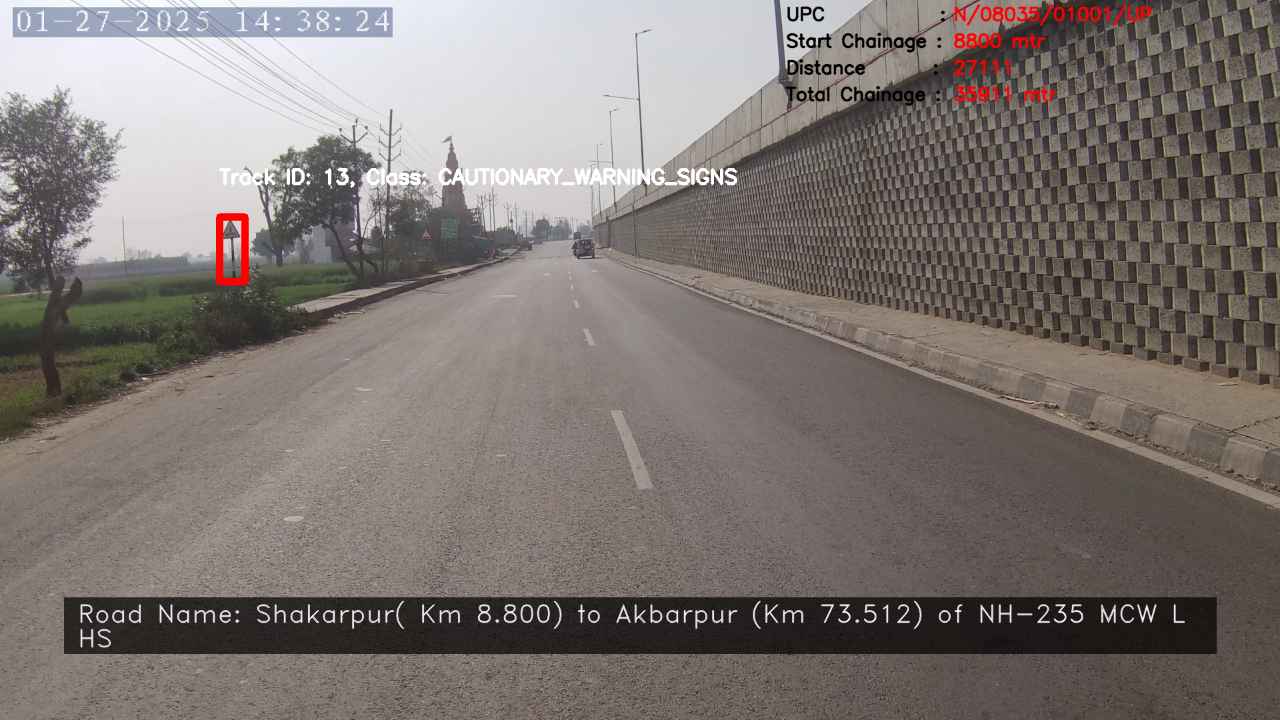 01-27-2025 14:38:24
UPC : N/08035/01001/UP
Start Chainage : 8800 mtr
Distance : 27111
Total Chainage : 35911 mtr
Track ID: 13, Class: CAUTIONARY_WARNING_SIGNS
Road Name: Shakarpur( Km 8.800) to Akbarpur (Km 73.512) of NH-235 MCW L
HS